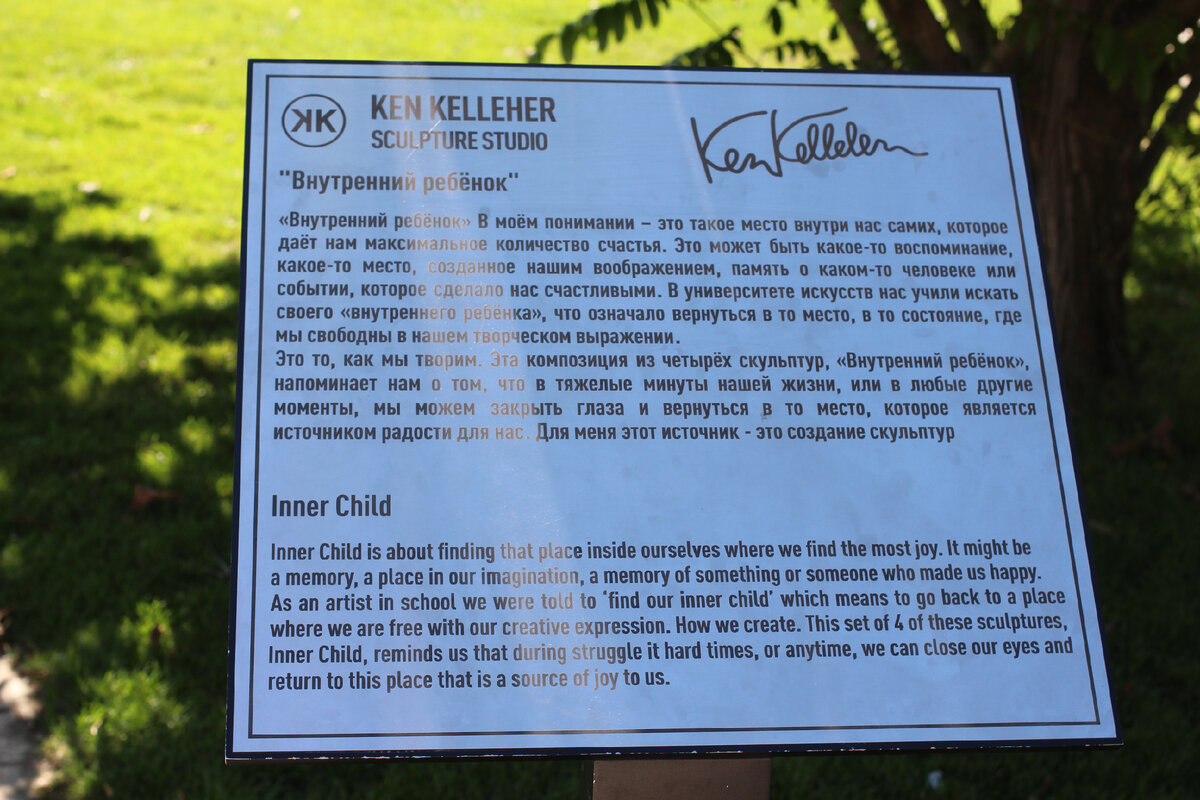 KK
KEN KELLEHER
SCULPTURE STUDIO
Ken Kelleher
"Внутренний ребёнок"
«Внутренний ребёнок» В моём понимании – это такое место внутри нас самих, которое
даёт нам максимальное количество счастья. Это может быть какое-то воспоминание,
какое-то место, созданное нашим воображением, память о каком-то человеке или
событии, которое сделало нас счастливыми. В университете искусств нас учили искать
своего «внутреннего ребёнка», что означало вернуться в то место, в то состояние, где
мы свободны в нашем творческом выражении.
Это то, как мы творим. Эта композиция из четырёх скульптур, «Внутренний ребёнок»,
напоминает нам о том, что в тяжелые минуты нашей жизни, или в любые другие
моменты, мы можем закрыть глаза и вернуться в то место, которое является
источником радости для нас. Для меня этот источник - это создание скульптур
Inner Child
Inner Child is about finding that place inside ourselves where we find the most joy. It might be
a memory, a place in our imagination, a memory of something or someone who made us happy.
As an artist in school we were told to ‘find our inner child’ which means to go back to a place
where we are free with our creative expression. How we create. This set of 4 of these sculptures,
Inner Child, reminds us that during struggle it hard times, or anytime, we can close our eyes and
return to this place that is a source of joy to us.